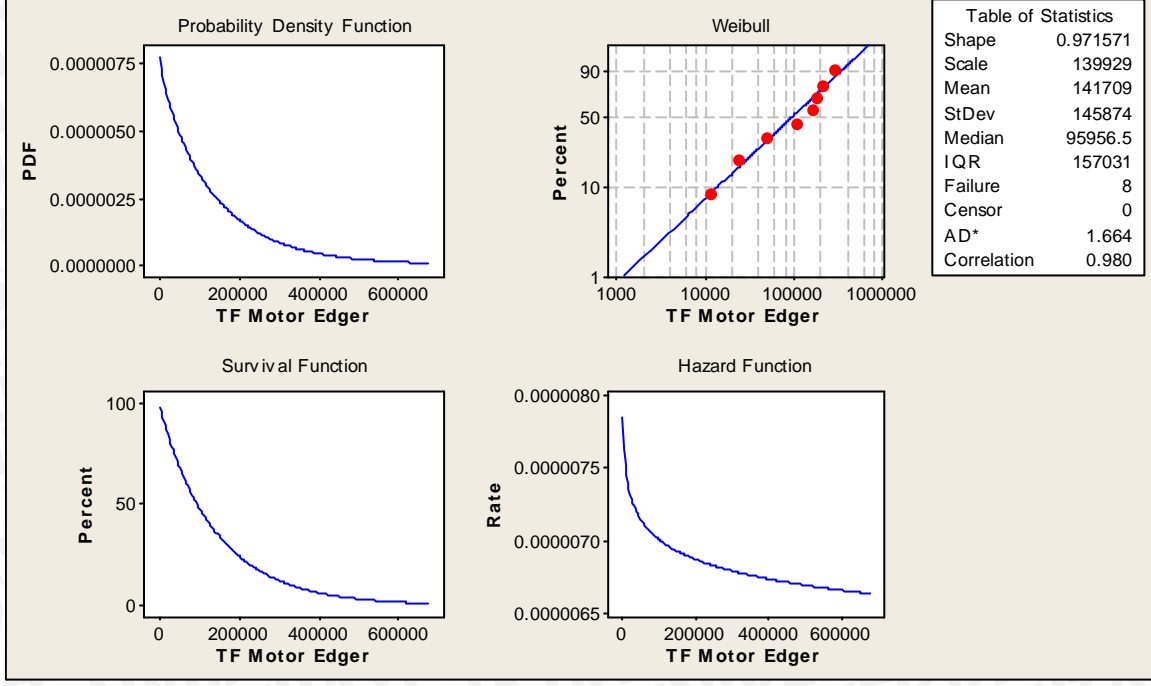 Probability Density Function
0.0000075
0.0000050
0.0000025
0.0000000
PDF
0 200000 400000 600000
TF Motor Edger
Weibull
90
50
10
1
Percent
1000 10000 100000 1000000
TF Motor Edger
Table of Statistics
Shape 0.971571
Scale 139929
Mean 141709
StDev 145874
Median 95956.5
IQR 157031
Failure 8
Censor 0
AD* 1.664
Correlation 0.980
Survival Function
100
50
0
Percent
0 200000 400000 600000
TF Motor Edger
Hazard Function
0.0000080
0.0000075
0.0000070
0.0000065
Rate
0 200000 400000 600000
TF Motor Edger